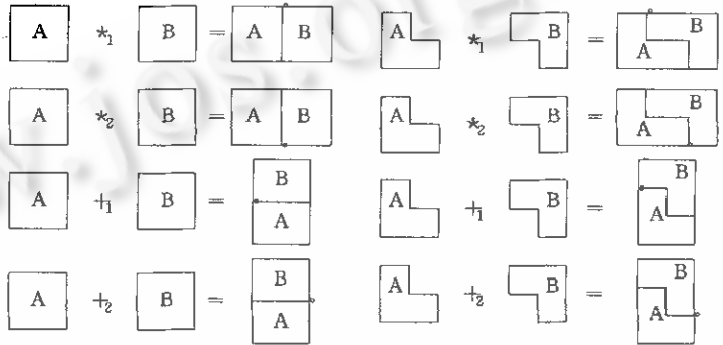 A *₁ B = A B A *₁ B = A B
A *₂ B = A B A *₂ B = A B
A +₁ B = B A A +₁ B = B A
A +₂ B = B A A +₂ B = B A